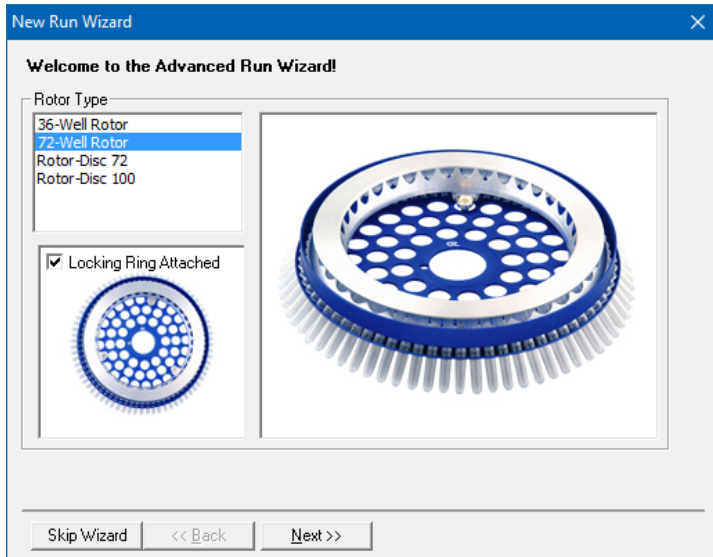 New Run Wizard
Welcome to the Advanced Run Wizard!
Rotor Type
36-Well Rotor
72-Well Rotor
Rotor-Disc 72
Rotor-Disc 100
Locking Ring Attached
Skip Wizard
<< Back
Next >>